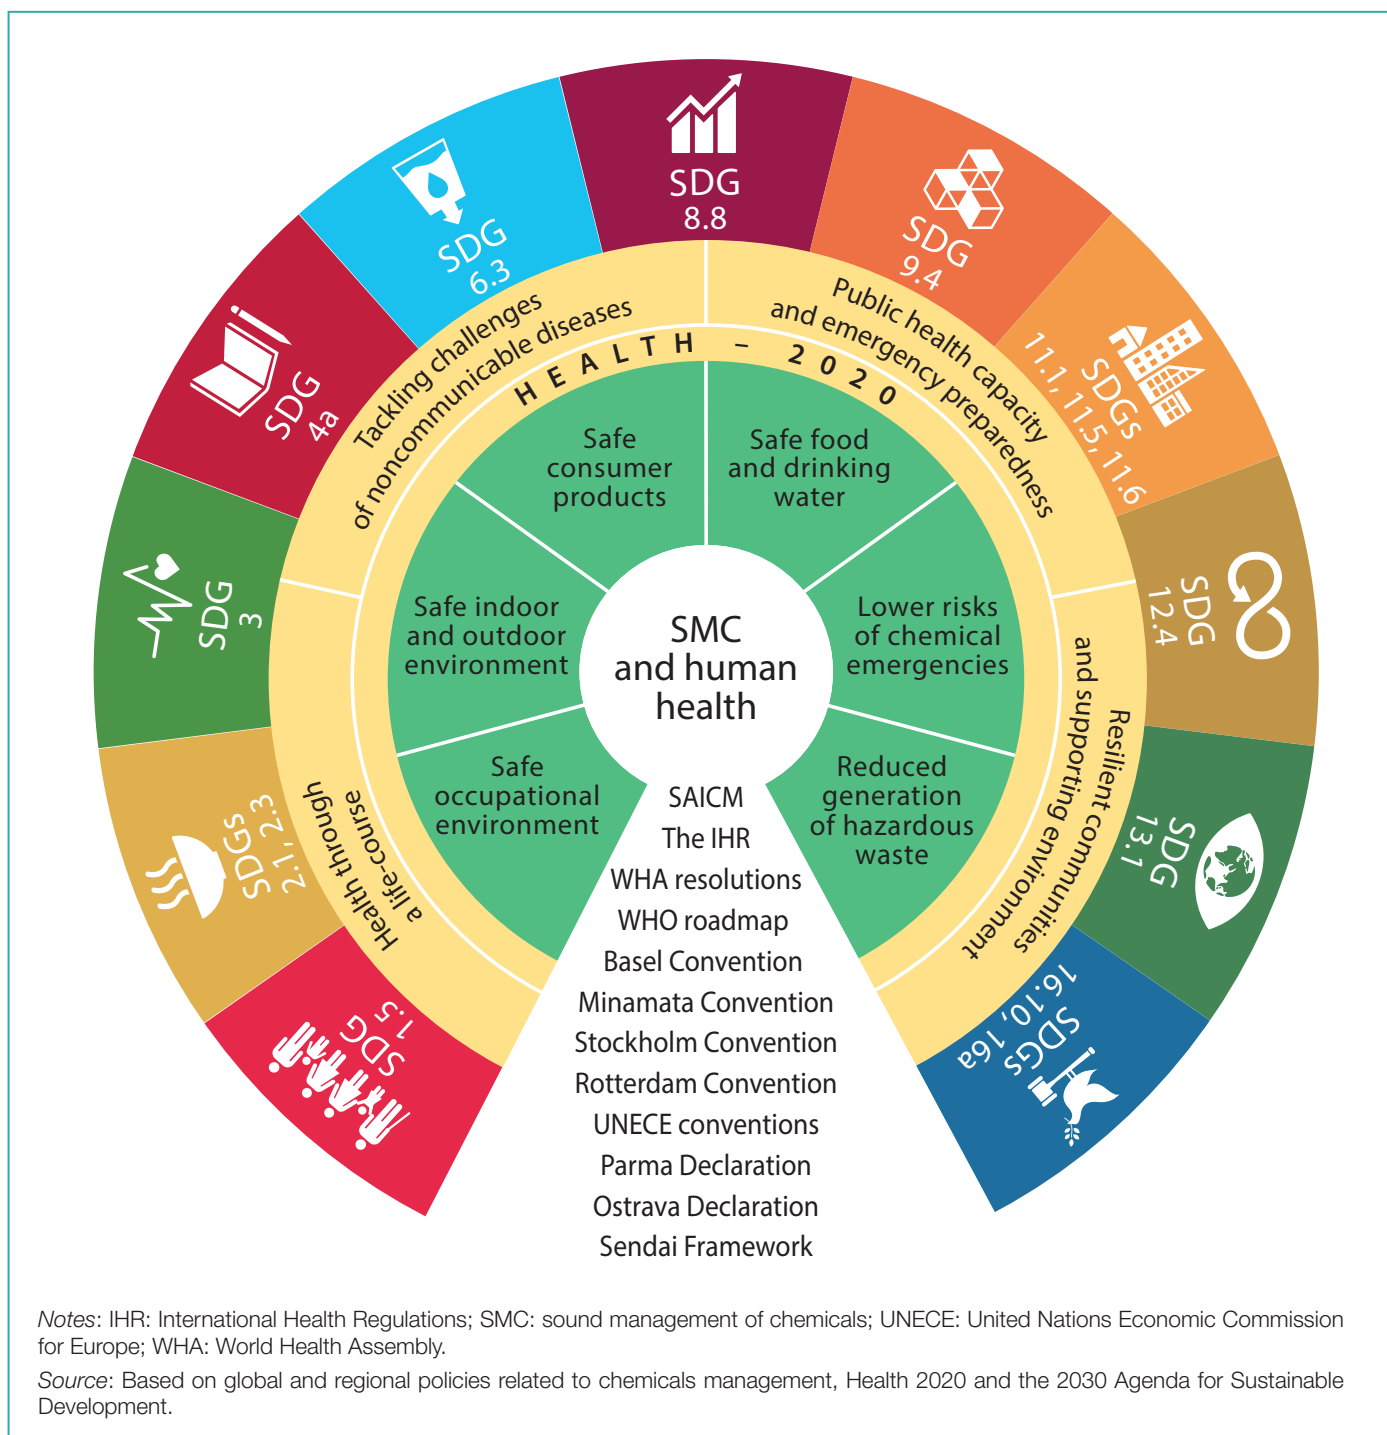 SDG
1.5
SDGs
2.1, 2.3
SDG
3
SDG
4a
SDG
6.3
SDG
8.8
SDG
9.4
SDGs
11.1, 11.5, 11.6
SDG
12.4
SDG
13.1
SDGs
16.10, 16a
Health through
a life-course
Tackling challenges
of noncommunicable diseases
Public health capacity
and emergency preparedness
Resilient communities
and supporting environment
HEALTH – 2020
Safe
occupational
environment
Safe indoor
and outdoor
environment
Safe
consumer
products
Safe food
and drinking
water
Lower risks
of chemical
emergencies
Reduced
generation
of hazardous
waste
SMC
and human
health
SAICM
The IHR
WHA resolutions
WHO roadmap
Basel Convention
Minamata Convention
Stockholm Convention
Rotterdam Convention
UNECE conventions
Parma Declaration
Ostrava Declaration
Sendai Framework
Notes: IHR: International Health Regulations; SMC: sound management of chemicals; UNECE: United Nations Economic Commission
for Europe; WHA: World Health Assembly.
Source: Based on global and regional policies related to chemicals management, Health 2020 and the 2030 Agenda for Sustainable
Development.